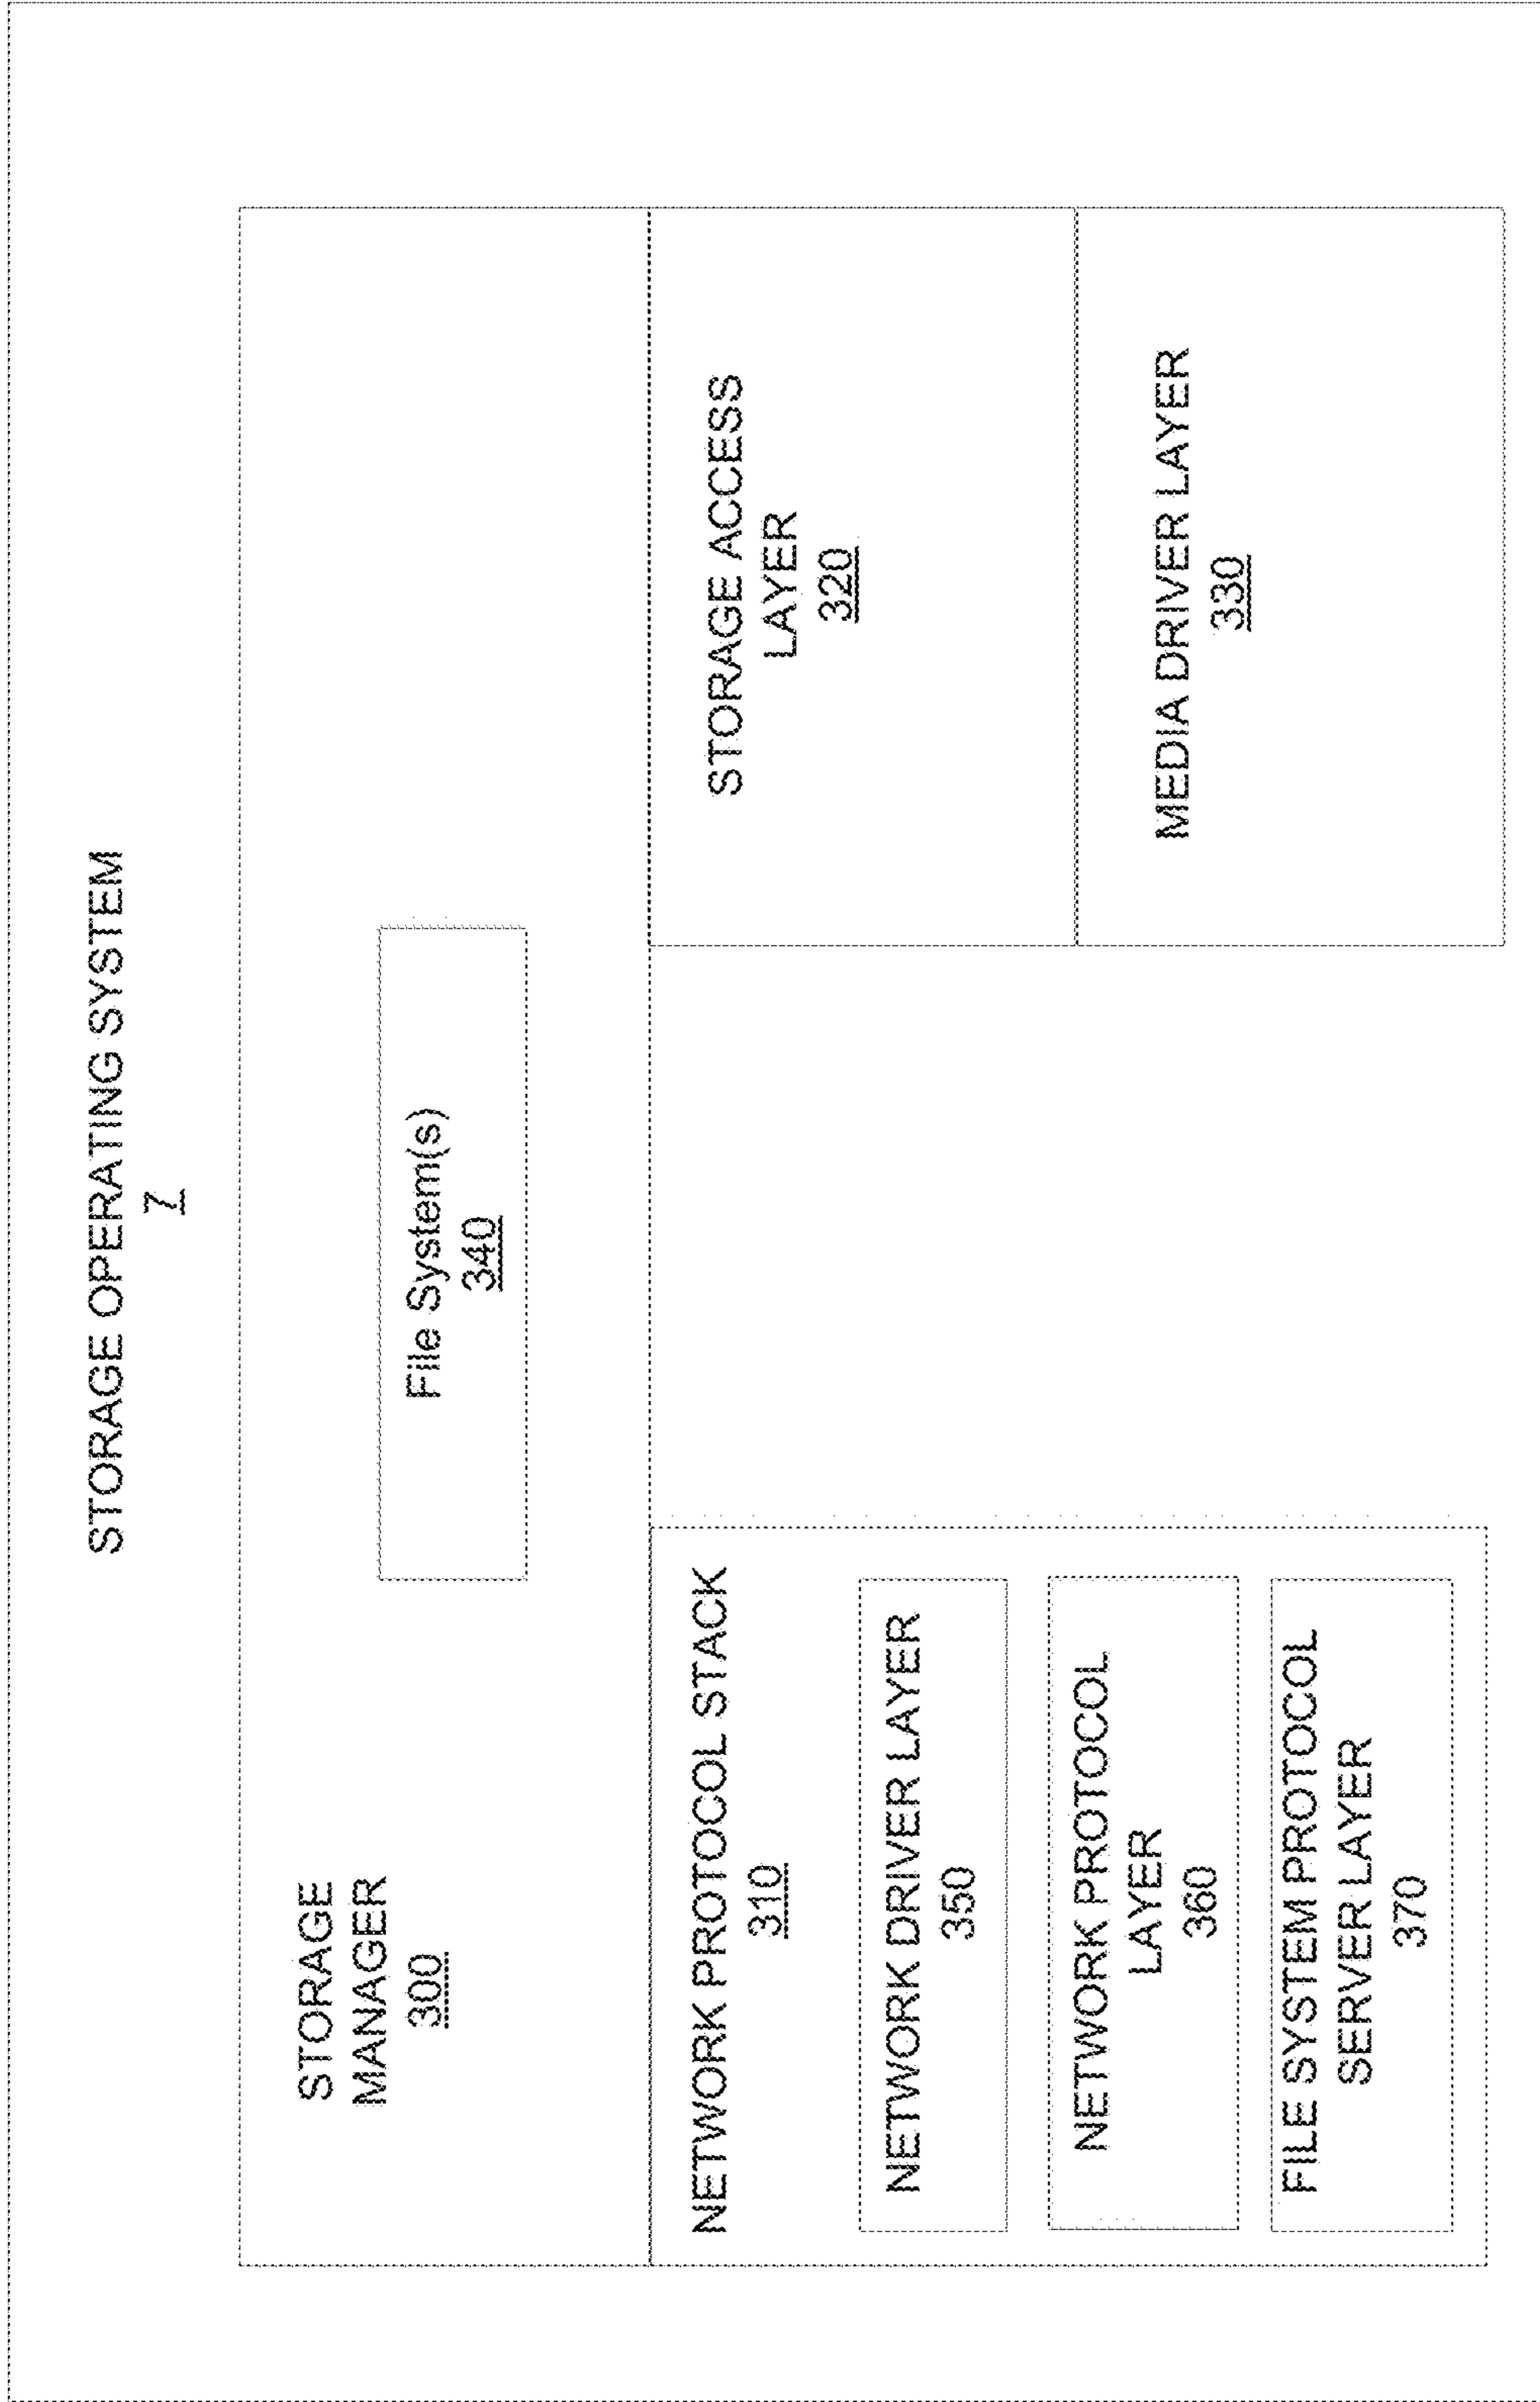 STORAGE OPERATING SYSTEM
7
STORAGE
MANAGER
300
File System(s)
340
NETWORK PROTOCOL STACK
310
NETWORK DRIVER LAYER
350
NETWORK PROTOCOL
LAYER
360
FILE SYSTEM PROTOCOL
SERVER LAYER
370
STORAGE ACCESS
LAYER
320
MEDIA DRIVER LAYER
330